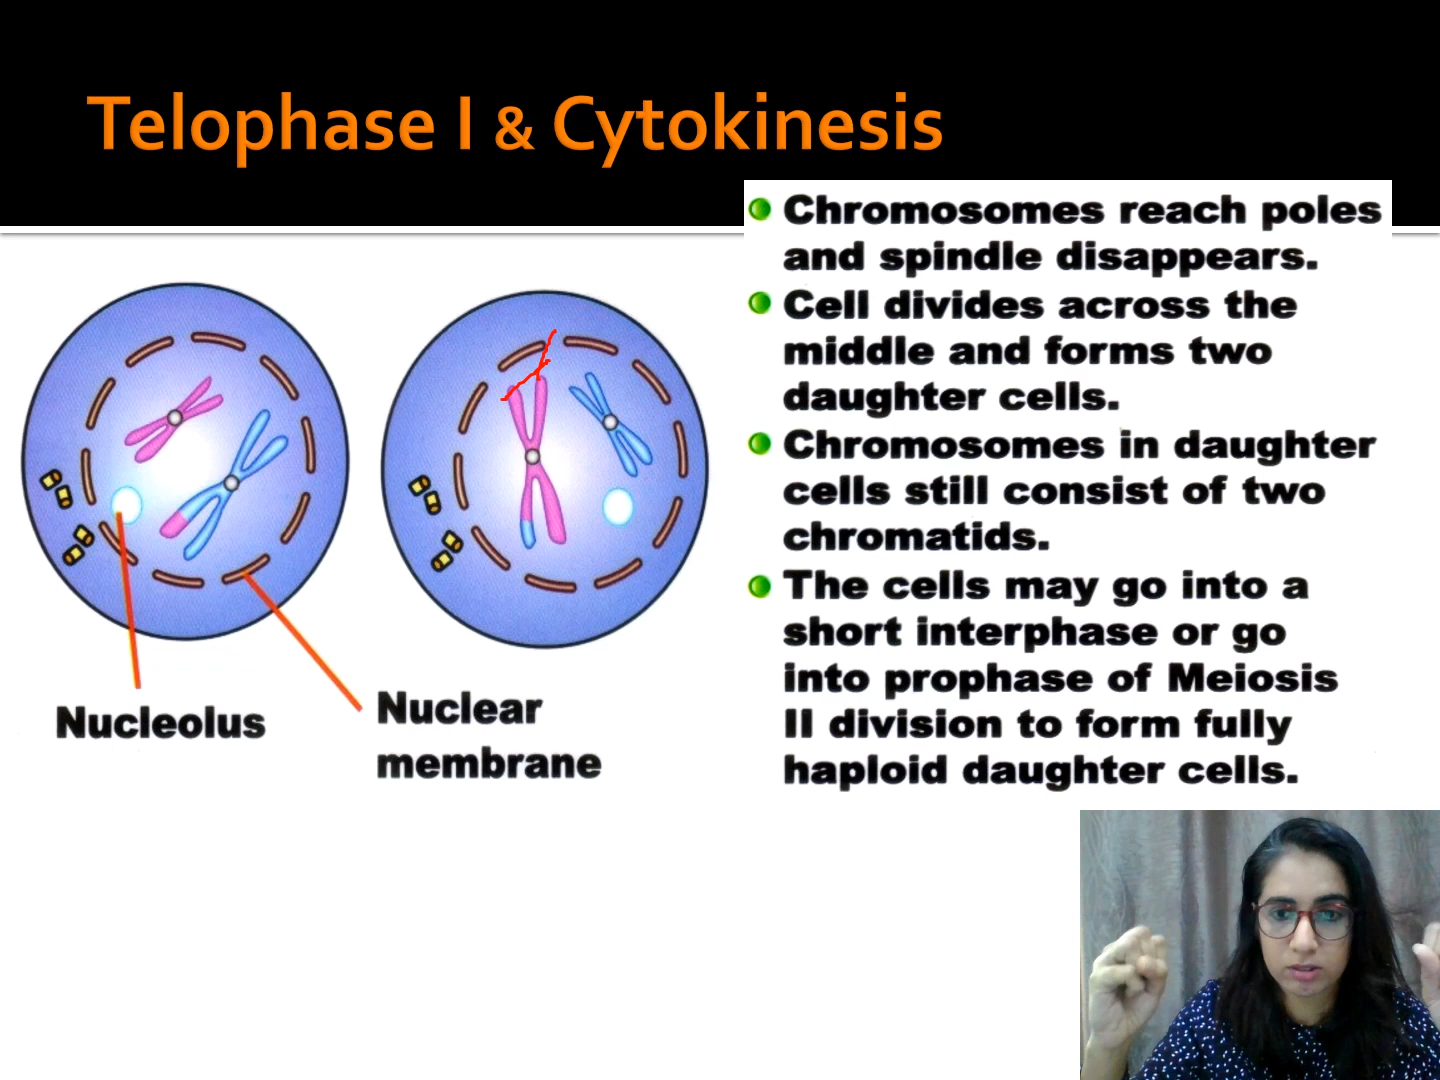 Telophase I & Cytokinesis
Chromosomes reach poles
and spindle disappears.
Cell divides across the
middle and forms two
daughter cells.
Chromosomes in daughter
cells still consist of two
chromatids.
The cells may go into a
short interphase or go
into prophase of Meiosis
II division to form fully
haploid daughter cells.
Nucleolus
Nuclear
membrane